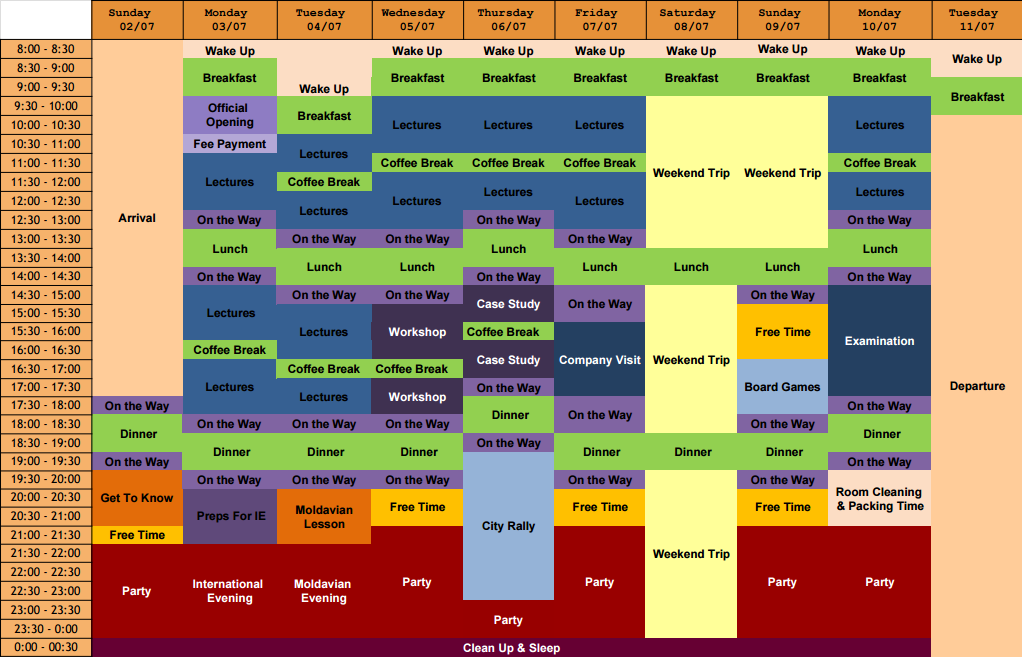 Sunday Monday Tuesday Wednesday Thursday Friday Saturday Sunday Monday Tuesday
02/07 03/07 04/07 05/07 06/07 07/07 08/07 09/07 10/07 11/07
8:00 - 8:30 Wake Up Wake Up Wake Up Wake Up Wake Up Wake Up Wake Up
Wake Up
8:30 - 9:00 Breakfast Breakfast Breakfast Breakfast Breakfast Breakfast Breakfast
9:00 - 9:30 Wake Up
Breakfast
9:30 - 10:00 Official
Opening Breakfast
10:00 - 10:30 Lectures Lectures Lectures Lectures
10:30 - 11:00 Fee Payment Lectures
11:00 - 11:30 Coffee Break Coffee Break Coffee Break Coffee Break
11:30 - 12:00 Lectures Coffee Break Weekend Trip Weekend Trip
12:00 - 12:30 Lectures Lectures Lectures Lectures Lectures
12:30 - 13:00 Arrival On the Way On the Way On the Way
13:00 - 13:30 On the Way On the Way On the Way
Lunch Lunch Lunch
13:30 - 14:00 Lunch Lunch Lunch Lunch Lunch
14:00 - 14:30 On the Way On the Way On the Way
14:30 - 15:00 On the Way On the Way Case Study On the Way On the Way
15:00 - 15:30 Lectures
15:30 - 16:00 Lectures Workshop Coffee Break Free Time Examination
16:00 - 16:30 Coffee Break Case Study Company Visit Weekend Trip
16:30 - 17:00 Coffee Break Coffee Break
17:00 - 17:30 Lectures Lectures Workshop On the Way Board Games Departure
17:30 - 18:00 On the Way Dinner On the Way On the Way
18:00 - 18:30 Dinner On the Way On the Way On the Way On the Way Dinner
18:30 - 19:00 Dinner Dinner Dinner On the Way Dinner Dinner Dinner
19:00 - 19:30 On the Way On the Way
19:30 - 20:00 On the Way On the Way On the Way On the Way On the Way
20:00 - 20:30 Get To Know Preps For IE Moldavian
Lesson Free Time City Rally Free Time Free Time Room Cleaning
& Packing Time
20:30 - 21:00
21:00 - 21:30 Free Time
21:30 - 22:00 Weekend Trip
22:00 - 22:30 Party Party Party Party
22:30 - 23:00 Party International
Evening Moldavian
Evening
23:00 - 23:30 Party
23:30 - 0:00
0:00 - 00:30 Clean Up & Sleep